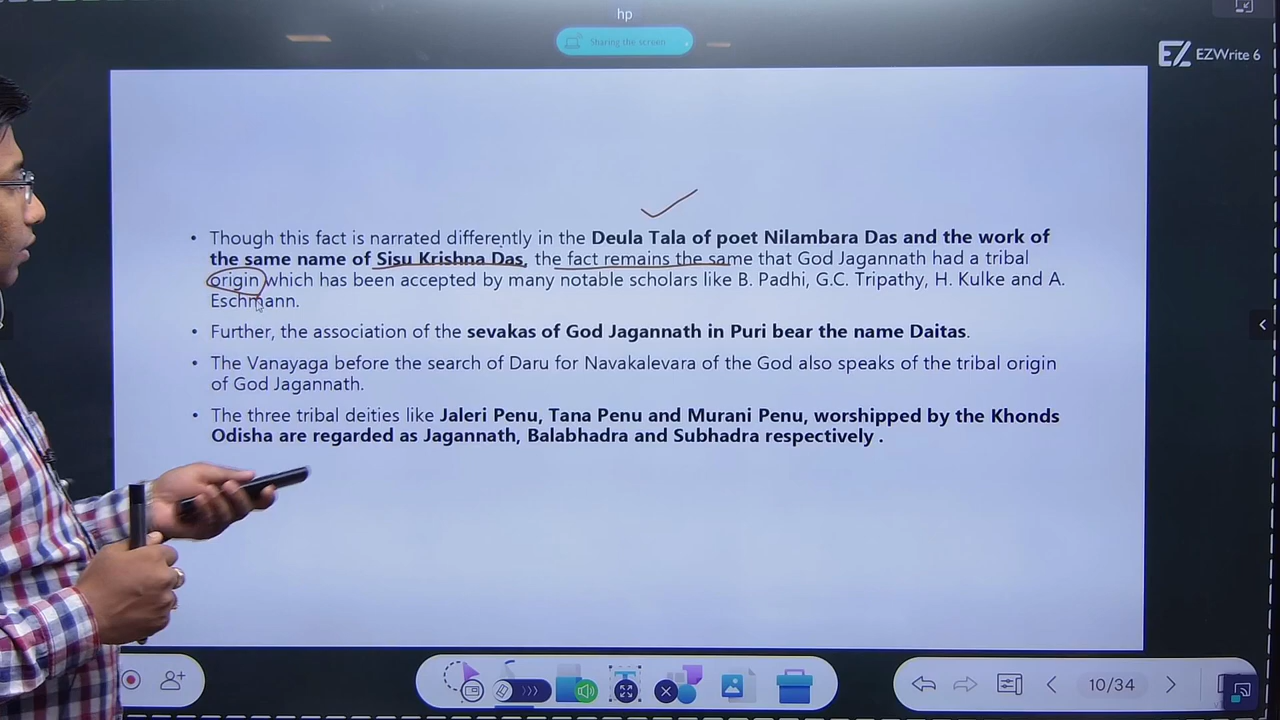 hp
Sharing the screen
EZWrite 6
• Though this fact is narrated differently in the Deula Tala of poet Nilambara Das and the work of
the same name of Sisu Krishna Das, the fact remains the same that God Jagannath had a tribal
origin which has been accepted by many notable scholars like B. Padhi, G.C. Tripathy, H. Kulke and A.
Eschmann.
• Further, the association of the sevakas of God Jagannath in Puri bear the name Daitas.
• The Vanayaga before the search of Daru for Navakalevara of the God also speaks of the tribal origin
of God Jagannath.
• The three tribal deities like Jaleri Penu, Tana Penu and Murani Penu, worshipped by the Khonds
Odisha are regarded as Jagannath, Balabhadra and Subhadra respectively .
10/34